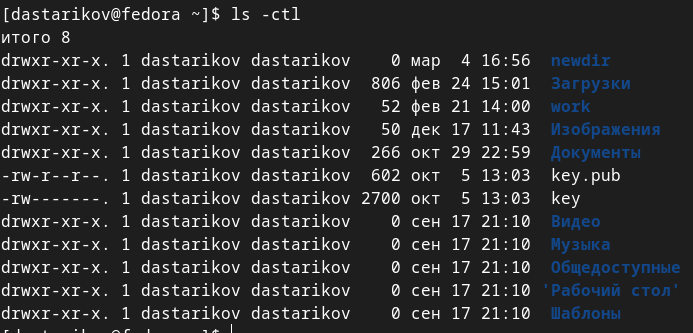 [dastarikov@fedora ~]$ ls -ctl
итого 8
drwxr-xr-x. 1 dastarikov dastarikov    0 мар  4 16:56  newdir
drwxr-xr-x. 1 dastarikov dastarikov  806 фев 24 15:01  Загрузки
drwxr-xr-x. 1 dastarikov dastarikov   52 фев 21 14:00  work
drwxr-xr-x. 1 dastarikov dastarikov   50 дек 17 11:43  Изображения
drwxr-xr-x. 1 dastarikov dastarikov  266 окт 29 22:59  Документы
-rw-r--r--. 1 dastarikov dastarikov  602 окт  5 13:03  key.pub
-rw-------. 1 dastarikov dastarikov 2700 окт  5 13:03  key
drwxr-xr-x. 1 dastarikov dastarikov    0 сен 17 21:10  Видео
drwxr-xr-x. 1 dastarikov dastarikov    0 сен 17 21:10  Музыка
drwxr-xr-x. 1 dastarikov dastarikov    0 сен 17 21:10  Общедоступные
drwxr-xr-x. 1 dastarikov dastarikov    0 сен 17 21:10 'Рабочий стол'
drwxr-xr-x. 1 dastarikov dastarikov    0 сен 17 21:10  Шаблоны
[dastarikov@fedora ~]$